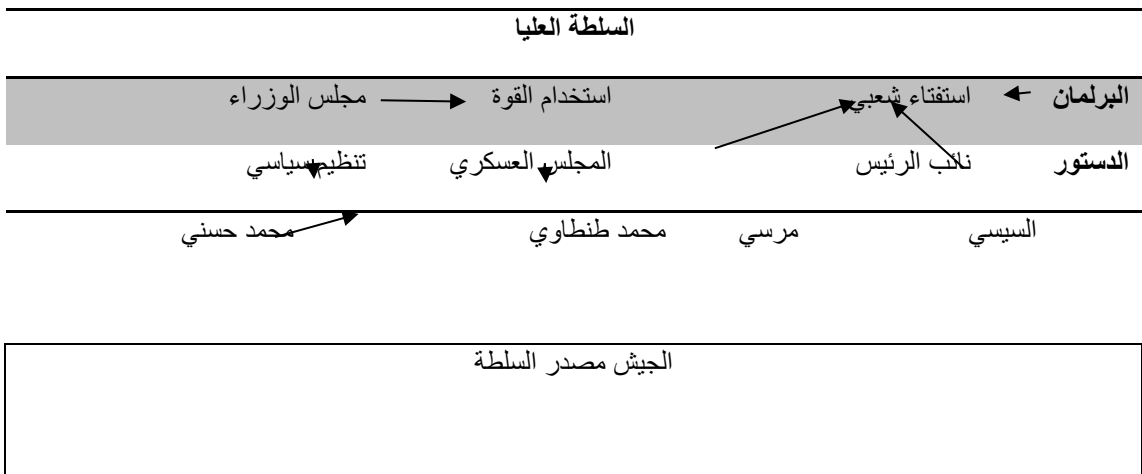 السلطة العليا
البرلمان استفتاء شعبي استخدام القوة مجلس الوزراء
الدستور نائب الرئيس المجلس العسكري تنظيم سياسي
السيسي مرسي محمد طنطاوي محمد حسني
الجيش مصدر السلطة